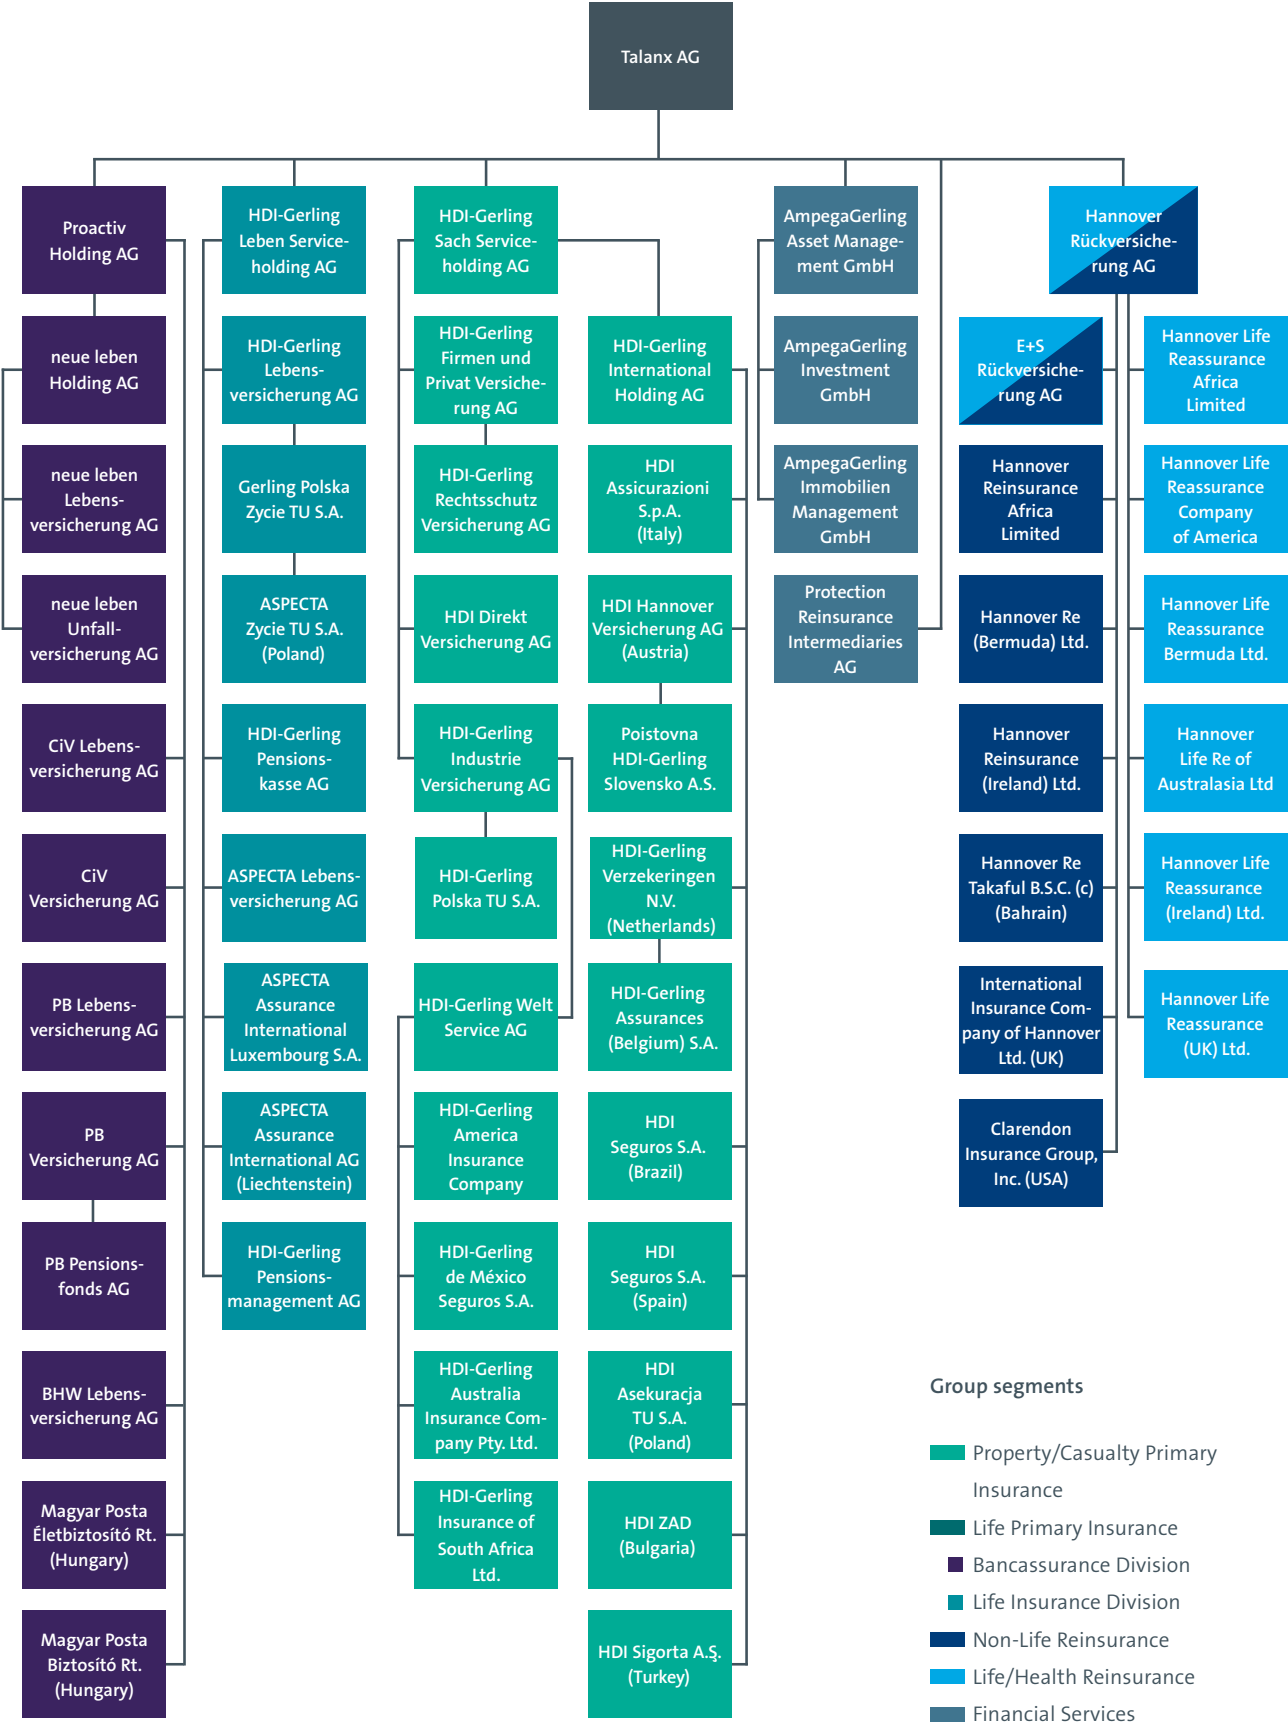 Talanx AG
Proactiv
Holding AG
neue leben
Holding AG
neue leben
Lebens-
versicherung AG
neue leben
Unfall-
versicherung AG
CiV Lebens-
versicherung AG
CiV
Versicherung AG
PB Lebens-
versicherung AG
PB
Versicherung AG
PB Pensions-
fonds AG
BHW Lebens-
versicherung AG
Magyar Posta
Életbiztosító Rt.
(Hungary)
Magyar Posta
Biztosító Rt.
(Hungary)
HDI-Gerling
Leben Service-
holding AG
HDI-Gerling
Lebens-
versicherung AG
Gerling Polska
Zycie TU S.A.
ASPECTA
Zycie TU S.A.
(Poland)
HDI-Gerling
Pensions-
kasse AG
ASPECTA Lebens-
versicherung AG
ASPECTA
Assurance
International
Luxembourg S.A.
ASPECTA
Assurance
International AG
(Liechtenstein)
HDI-Gerling
Pensions-
management AG
HDI-Gerling
Sach Service-
holding AG
HDI-Gerling
Firmen und
Privat Versiche-
rung AG
HDI-Gerling
Rechtsschutz
Versicherung AG
HDI Direkt
Versicherung AG
HDI-Gerling
Industrie
Versicherung AG
HDI-Gerling
Polska TU S.A.
HDI-Gerling Welt
Service AG
HDI-Gerling
America
Insurance
Company
HDI-Gerling
de México
Seguros S.A.
HDI-Gerling
Australia
Insurance Com-
pany Pty. Ltd.
HDI-Gerling
Insurance of
South Africa
Ltd.
HDI-Gerling
International
Holding AG
HDI
Assicurazioni
S.p.A.
(Italy)
HDI Hannover
Versicherung AG
(Austria)
Poistovna
HDI-Gerling
Slovensko A.S.
HDI-Gerling
Verzekeringen
N.V.
(Netherlands)
HDI-Gerling
Assurances
(Belgium) S.A.
HDI
Seguros S.A.
(Brazil)
HDI
Seguros S.A.
(Spain)
HDI
Asekuracja
TU S.A.
(Poland)
HDI ZAD
(Bulgaria)
HDI Sigorta A.Ş.
(Turkey)
AmpegaGerling
Asset Manage-
ment GmbH
AmpegaGerling
Investment
GmbH
AmpegaGerling
Immobilien
Management
GmbH
Protection
Reinsurance
Intermediaries
AG
Hannover
Rückversiche-
rung AG
E+S
Rückversiche-
rung AG
Hannover
Reinsurance
Africa
Limited
Hannover Re
(Bermuda) Ltd.
Hannover
Reinsurance
(Ireland) Ltd.
Hannover Re
Takaful B.S.C. (c)
(Bahrain)
International
Insurance Com-
pany of Hannover
Ltd. (UK)
Clarendon
Insurance Group,
Inc. (USA)
Hannover Life
Reassurance
Africa
Limited
Hannover Life
Reassurance
Company
of America
Hannover Life
Reassurance
Bermuda Ltd.
Hannover
Life Re of
Australasia Ltd
Hannover Life
Reassurance
(Ireland) Ltd.
Hannover Life
Reassurance
(UK) Ltd.
Group segments
Property/Casualty Primary
Insurance
Life Primary Insurance
Bancassurance Division
Life Insurance Division
Non-Life Reinsurance
Life/Health Reinsurance
Financial Services